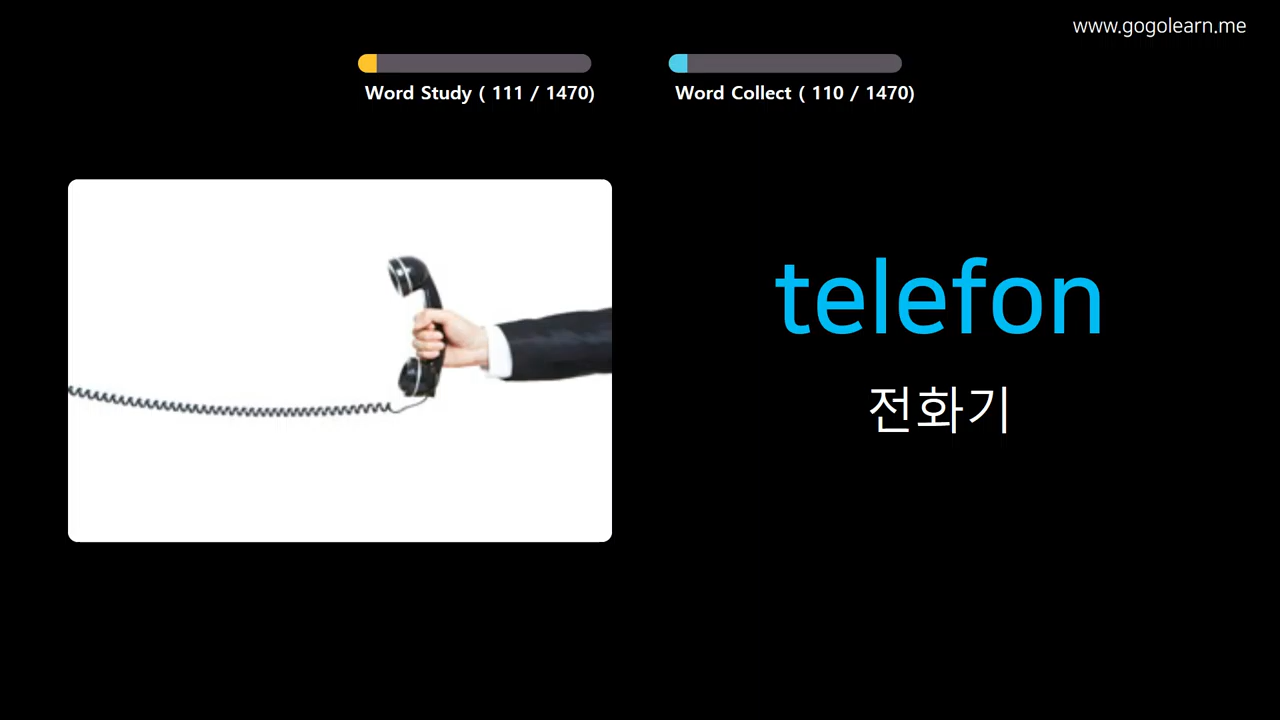 www.gogolearn.me
Word Study ( 111 / 1470)
Word Collect ( 110 / 1470)
telefon
전화기